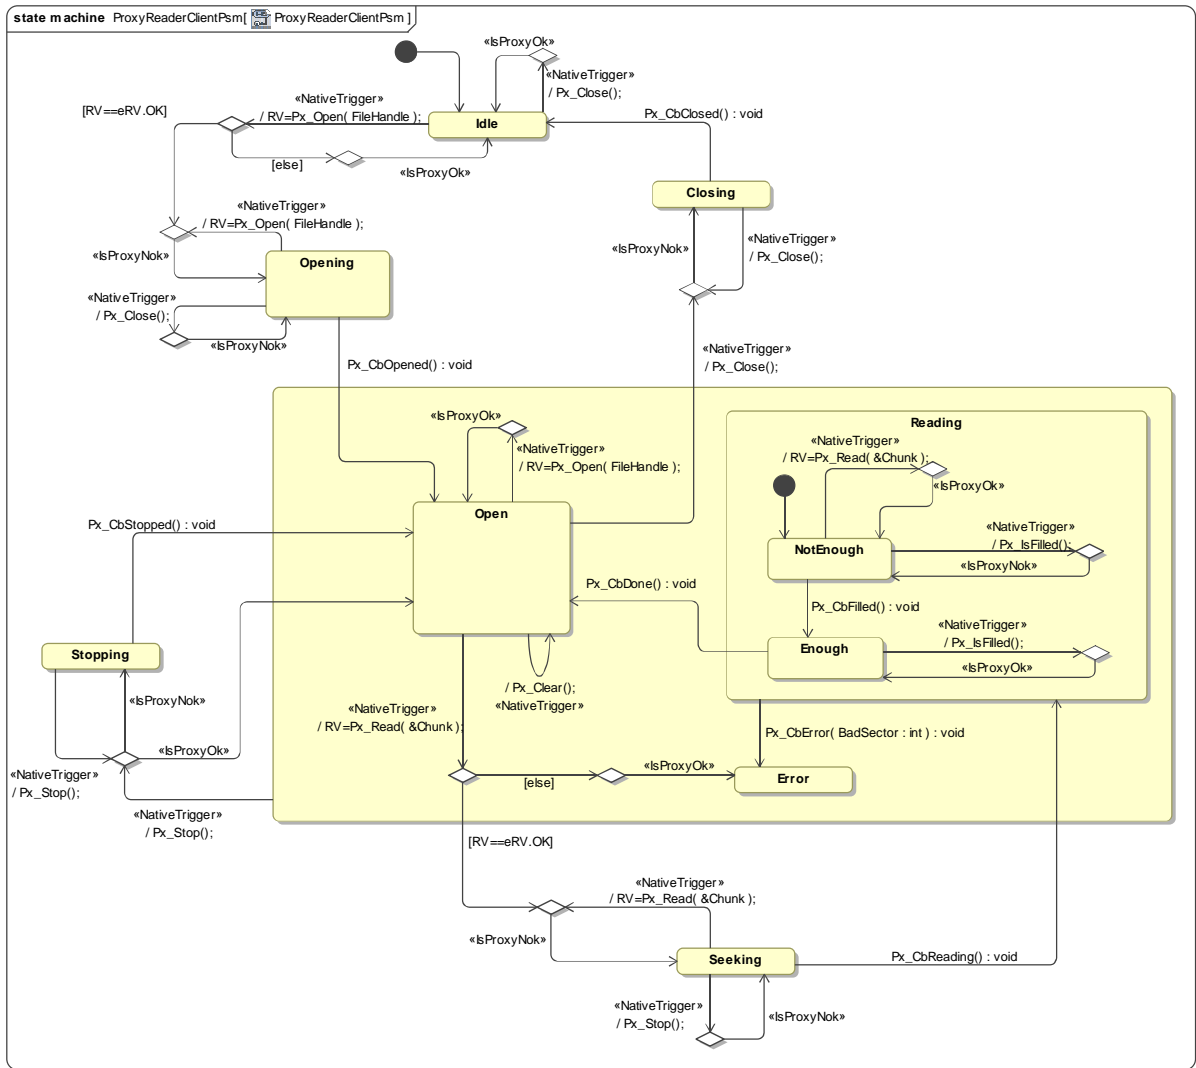 state machine ProxyReaderClientPsm[ ProxyReaderClientPsm ]
«IsProxyOk»
«NativeTrigger»
/ Px_Close();
«NativeTrigger»
/ RV=Px_Open( FileHandle );
[RV==eRV.OK]
Idle
Px_CbClosed() : void
[else]
«IsProxyOk»
Closing
«NativeTrigger»
/ RV=Px_Open( FileHandle );
«IsProxyNok»
«NativeTrigger»
/ Px_Close();
«IsProxyNok»
Opening
«NativeTrigger»
/ Px_Close();
«IsProxyNok»
Px_CbOpened() : void
«NativeTrigger»
/ Px_Close();
«IsProxyOk»
«NativeTrigger»
/ RV=Px_Open( FileHandle );
Reading
«NativeTrigger»
/ RV=Px_Read( &Chunk );
«IsProxyOk»
Open
Px_CbStopped() : void
NotEnough
«NativeTrigger»
/ Px_IsFilled();
«IsProxyNok»
Px_CbDone() : void
Px_CbFilled() : void
«NativeTrigger»
/ Px_IsFilled();
Enough
«IsProxyOk»
Stopping
/ Px_Clear();
«NativeTrigger»
«IsProxyNok»
«NativeTrigger»
/ RV=Px_Read( &Chunk );
Px_CbError( BadSector : int ) : void
«IsProxyOk»
«NativeTrigger»
/ Px_Stop();
[else]
«IsProxyOk»
Error
«NativeTrigger»
/ Px_Stop();
[RV==eRV.OK]
«NativeTrigger»
/ RV=Px_Read( &Chunk );
«IsProxyNok»
Seeking
Px_CbReading() : void
«NativeTrigger»
/ Px_Stop();
«IsProxyNok»